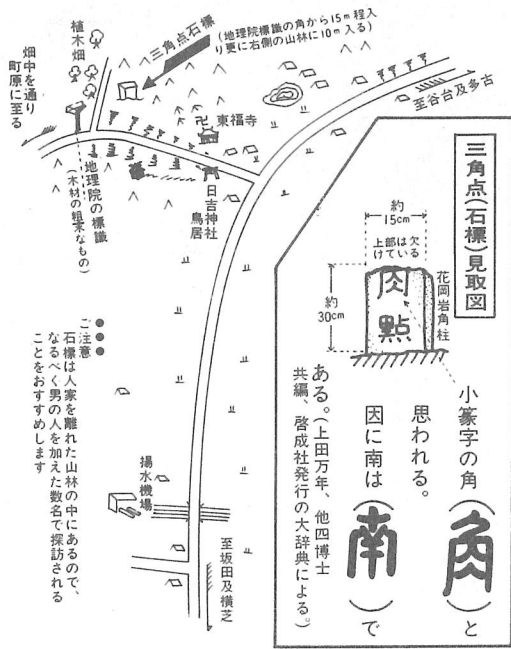 三角点石標
(地理院標識の角から15m程入
り更に右側の山林に10m入る)
植木畑
畑中を通り
町原に至る
卍
東福寺
至谷台及多古
地理院の標識
(木材の粗末なもの)
日吉神社
鳥居
三角点(石標)見取図
約
15cm
上部は欠
けている
約
30cm
花岡岩角柱
角
點
小篆字の角(角)と
思われる。
因に南は(南)で
ある。(上田万年、他四博士
共編、啓成社発行の大辞典による。)
ご注意
石標は人家を離れた山林の中にあるので、
なるべく男の人を加えた数名で探訪される
ことをおすすめします
揚水機場
至坂田及横芝